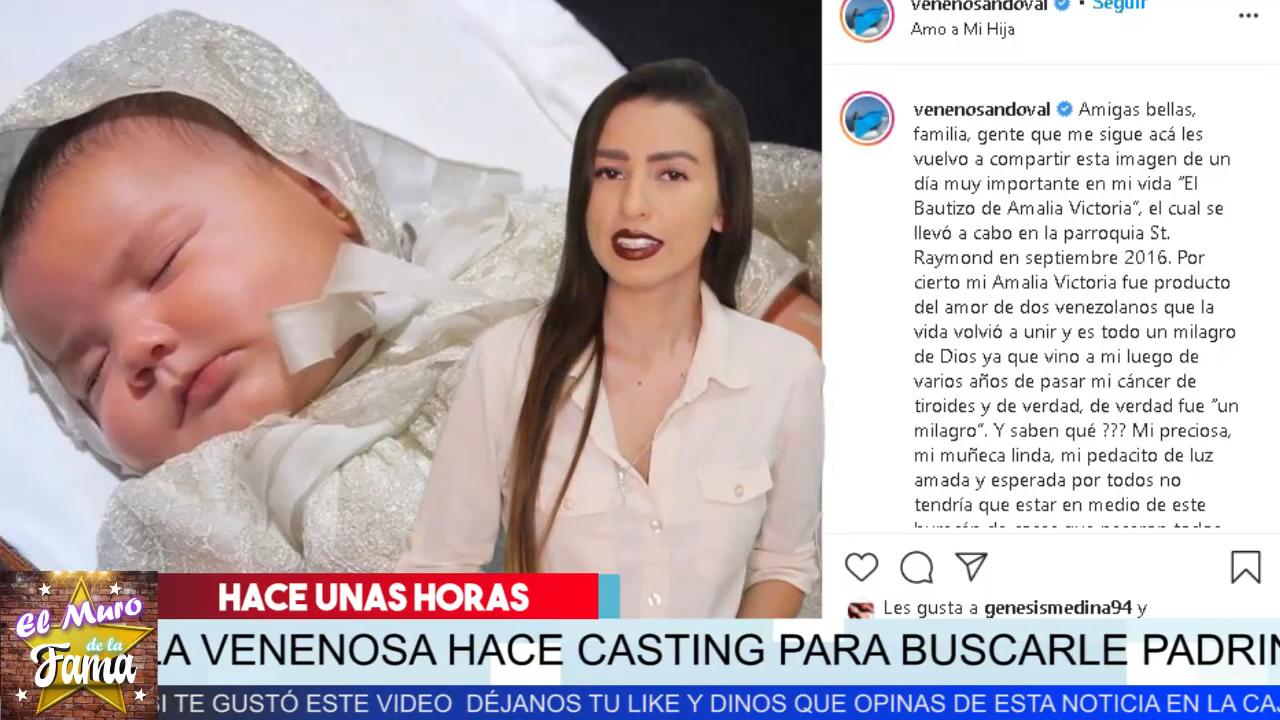 venenosandoval • Seguir
Amo a Mi Hija
venenosandoval Amigas bellas,
familia, gente que me sigue acá les
vuelvo a compartir esta imagen de un
día muy importante en mi vida "El
Bautizo de Amalia Victoria", el cual se
llevó a cabo en la parroquia St.
Raymond en septiembre 2016. Por
cierto mi Amalia Victoria fue producto
del amor de dos venezolanos que la
vida volvió a unir y es todo un milagro
de Dios ya que vino a mi luego de
varios años de pasar mi cáncer de
tiroides y de verdad, de verdad fue "un
milagro". Y saben qué ??? Mi preciosa,
mi muñeca linda, mi pedacito de luz
amada y esperada por todos no
tendría que estar en medio de este
Les gusta a genesismedina94 y
HACE UNAS HORAS
El Muro
de la
Fama
LA VENENOSA HACE CASTING PARA BUSCARLE PADRIN
SI TE GUSTÓ ESTE VIDEO DÉJANOS TU LIKE Y DINOS QUE OPINAS DE ESTA NOTICIA EN LA CAJ